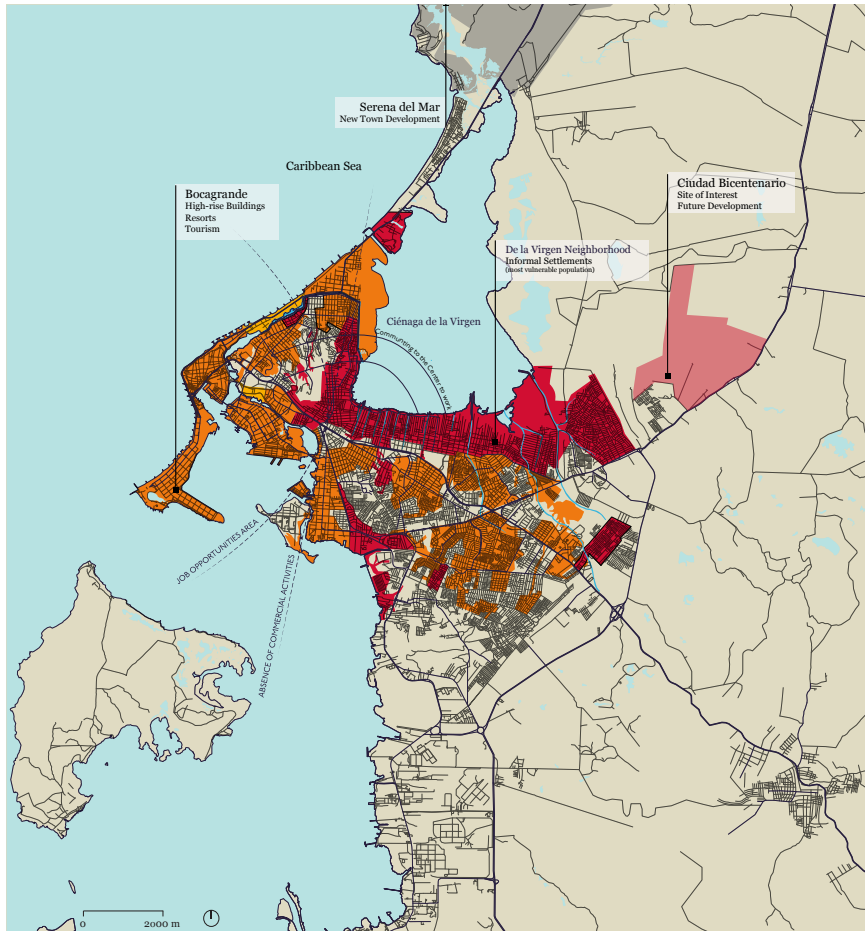 Serena del Mar
New Town Development
Caribbean Sea
Bocagrande
High-rise Buildings
Resorts
Tourism
Ciudad Bicentenario
Site of Interest
Future Development
De la Virgen Neighborhood
Informal Settlements
(most vulnerable population)
Ciénaga de la Virgen
Communting to the Center to work
JOB OPPORTUNITIES AREA
ABSENCE OF COMMERCIAL ACTIVITIES
0 2000 m